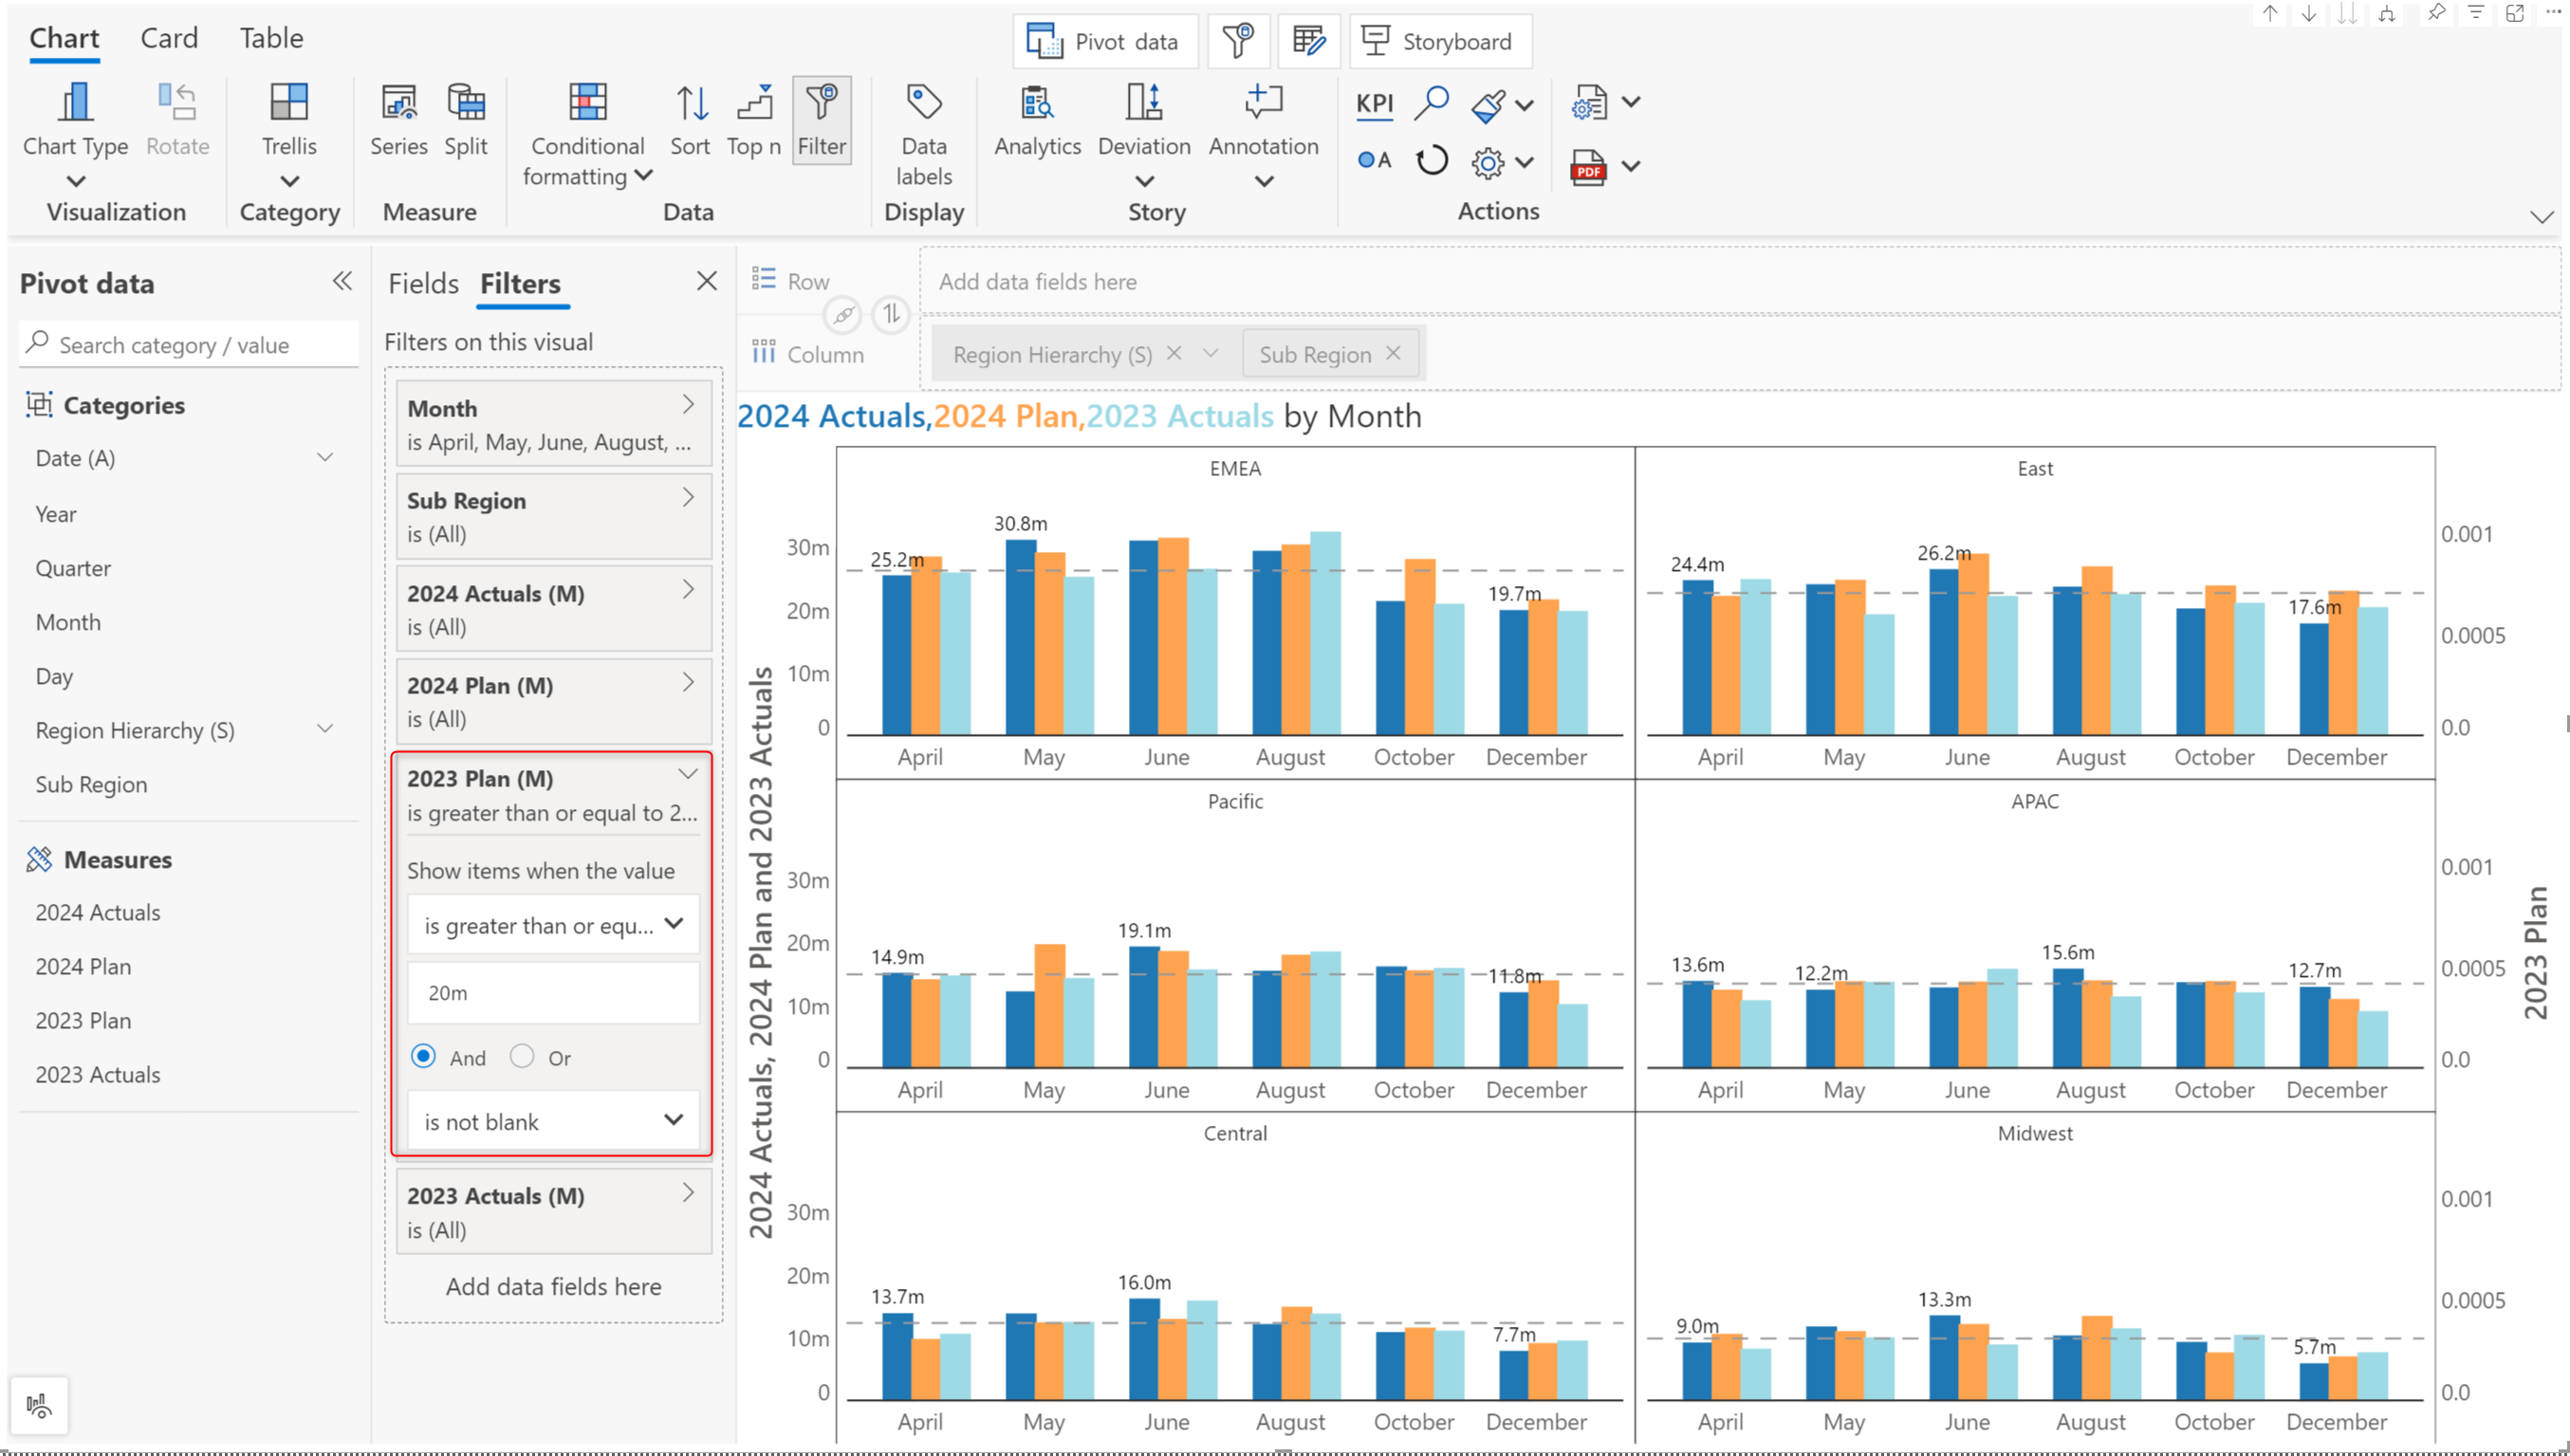 Chart Card Table
Pivot data Storyboard
Chart Type Rotate Trellis Series Split Conditional formatting Sort Top n Filter Data labels Analytics Deviation Annotation KPI A PDF
Visualization Category Measure Data Display Story Actions
Pivot data
Search category / value
Categories
Date (A)
Year
Quarter
Month
Day
Region Hierarchy (S)
Sub Region
Measures
2024 Actuals
2024 Plan
2023 Plan
2023 Actuals
Fields Filters
Filters on this visual
Month
is April, May, June, August, ...
Sub Region
is (All)
2024 Actuals (M)
is (All)
2024 Plan (M)
is (All)
2023 Plan (M)
is greater than or equal to 2...
Show items when the value
is greater than or equ...
20m
And Or
is not blank
2023 Actuals (M)
is (All)
Add data fields here
Row Add data fields here
Column Region Hierarchy (S) Sub Region
2024 Actuals,2024 Plan,2023 Actuals by Month
2024 Actuals, 2024 Plan and 2023 Actuals
EMEA
30m
20m
10m
0
25.2m 30.8m 19.7m
April May June August October December
East
24.4m 26.2m 17.6m
April May June August October December
0.001
0.0005
0.0
Pacific
30m
20m
10m
0
14.9m 19.1m 11.8m
April May June August October December
APAC
13.6m 12.2m 15.6m 12.7m
April May June August October December
0.001
0.0005
0.0
Central
30m
20m
10m
0
13.7m 16.0m 7.7m
April May June August October December
Midwest
9.0m 13.3m 5.7m
April May June August October December
0.001
0.0005
0.0
2023 Plan